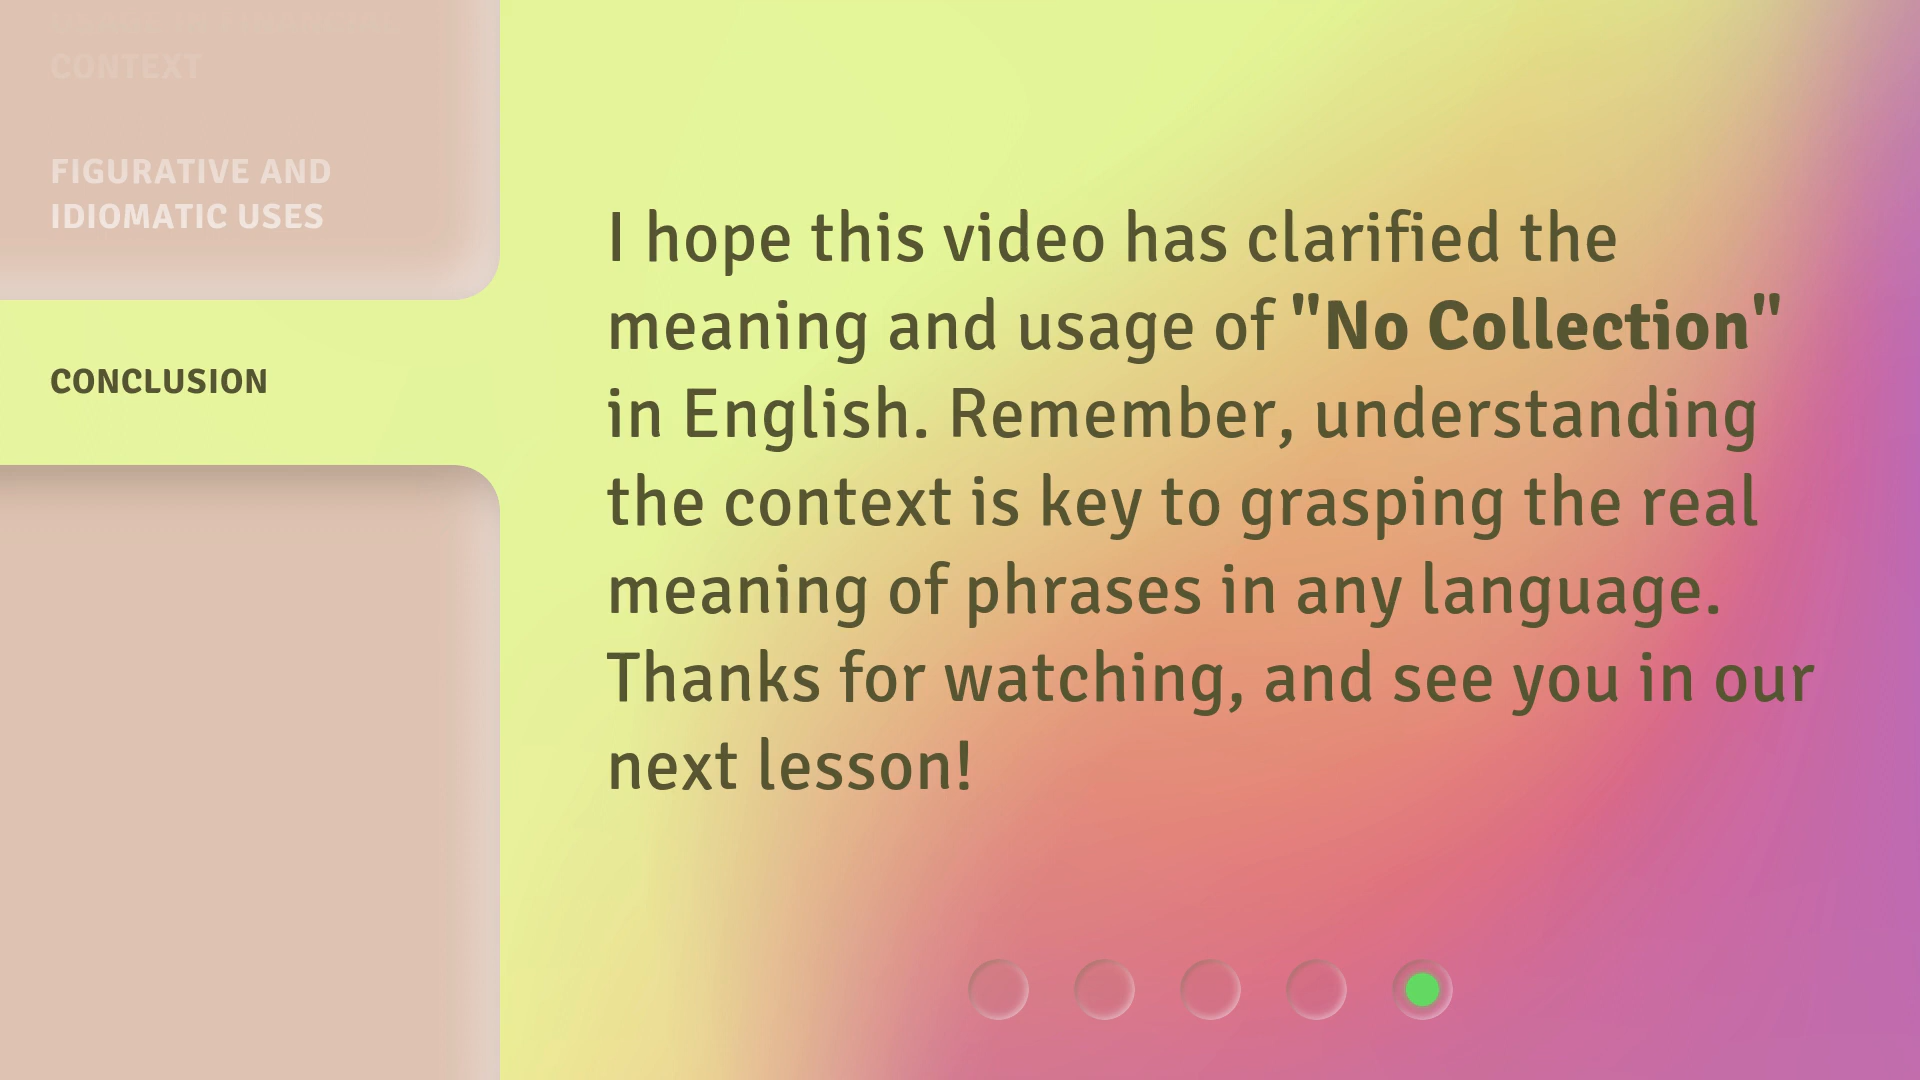 CONTEXT
FIGURATIVE AND
IDIOMATIC USES
CONCLUSION
I hope this video has clarified the
meaning and usage of "No Collection"
in English. Remember, understanding
the context is key to grasping the real
meaning of phrases in any language.
Thanks for watching, and see you in our
next lesson!